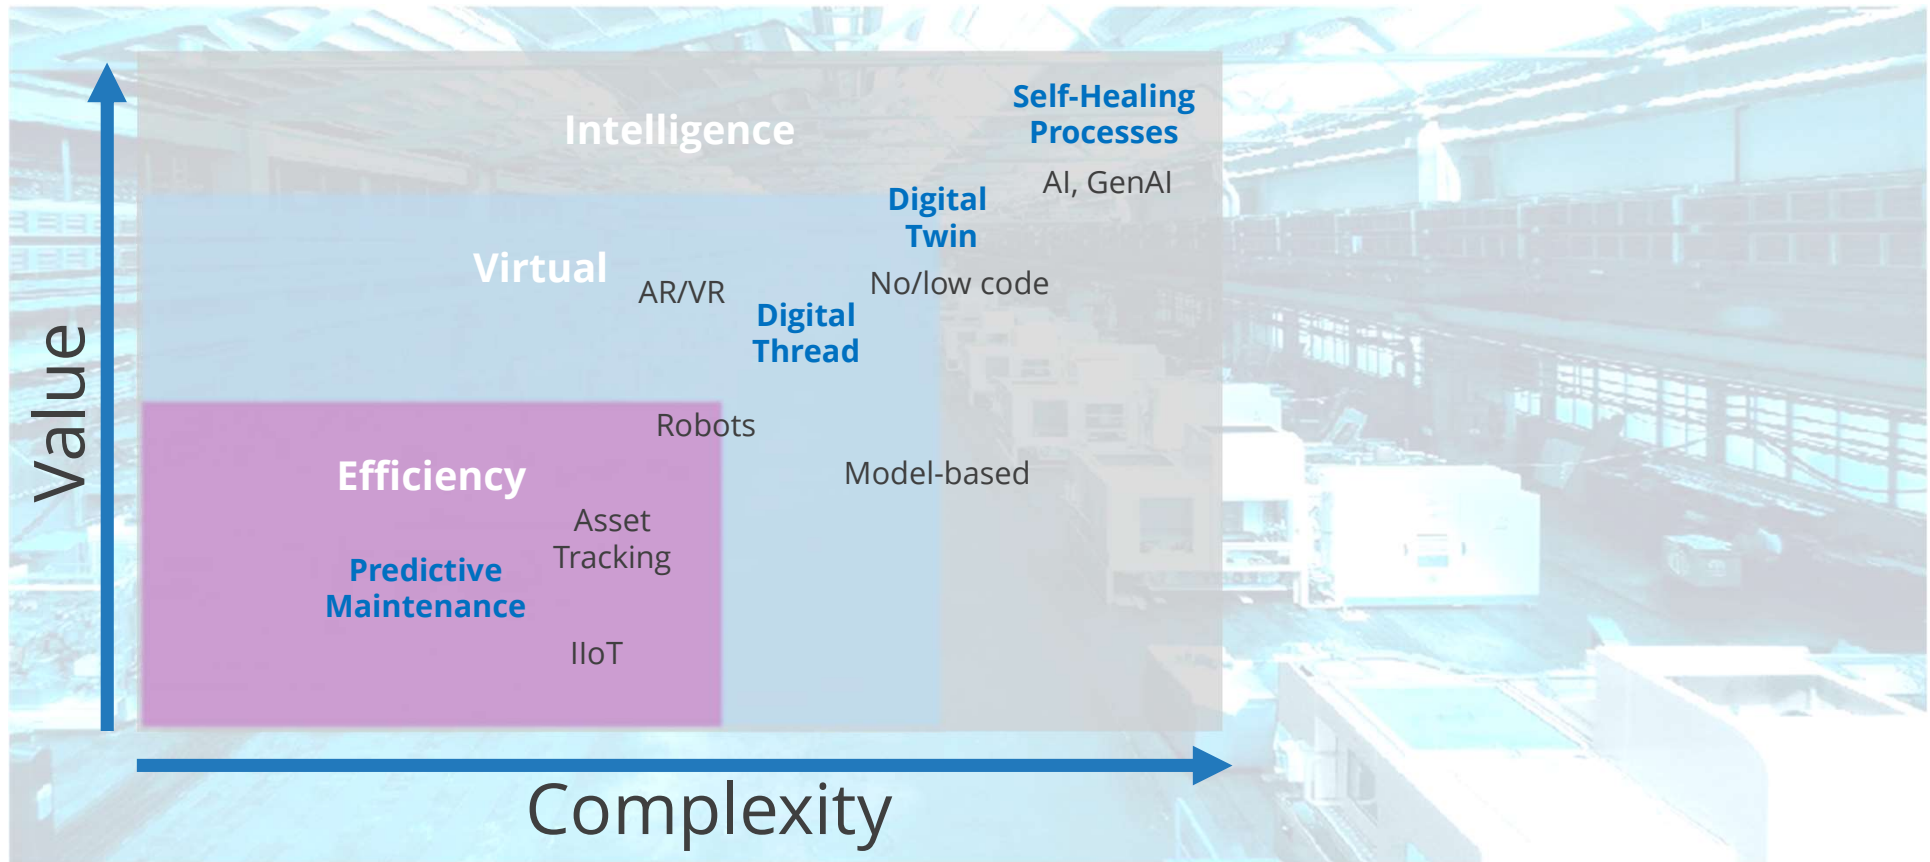 Value
Intelligence
Self-Healing
Processes
AI, GenAI
Digital
Twin
No/low code
Virtual
AR/VR
Digital
Thread
Robots
Model-based
Efficiency
Asset
Tracking
Predictive
Maintenance
IIoT
Complexity